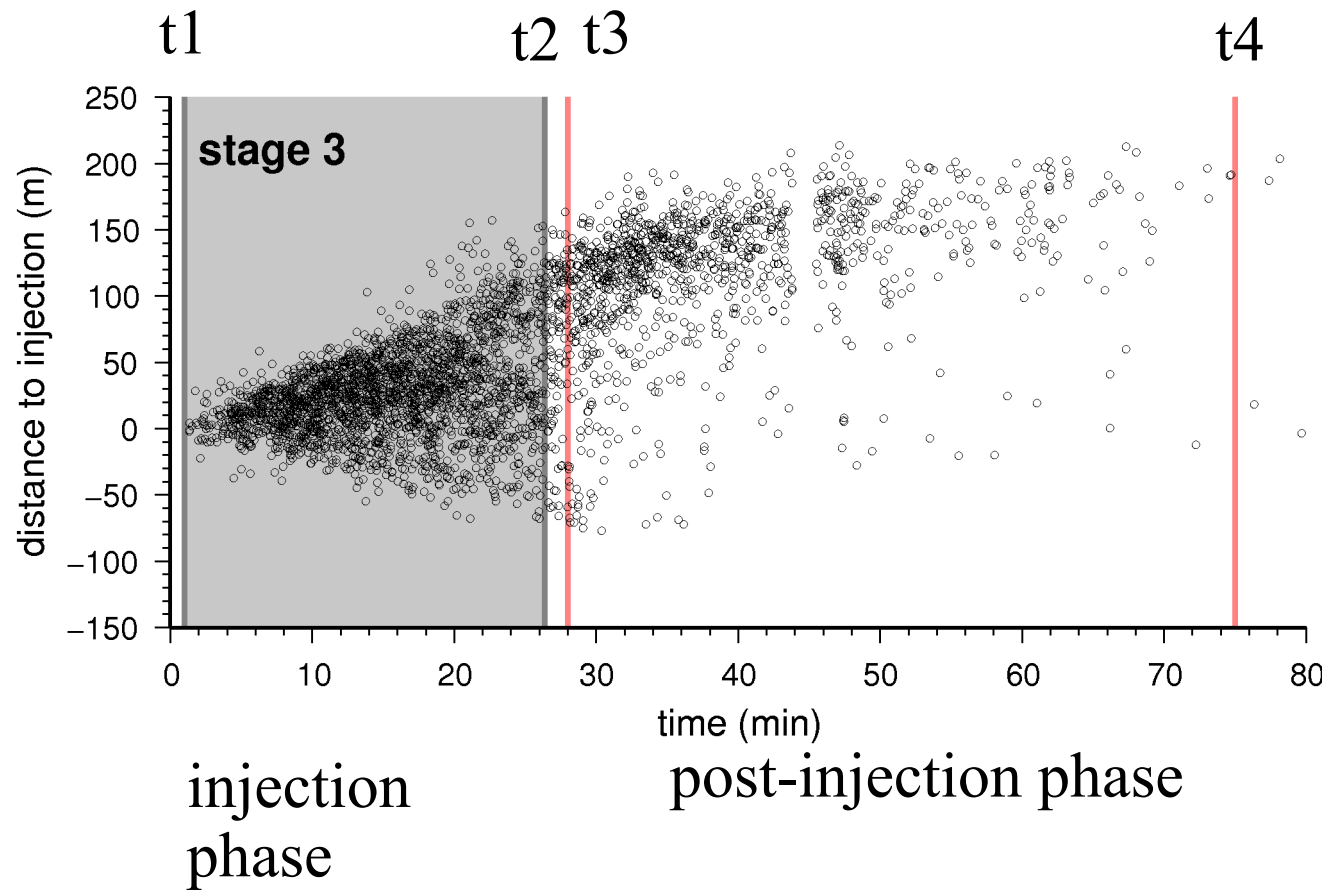 t1 t2 t3 t4
250
200
150
100
50
0
−50
−100
−150
stage 3
distance to injection (m)
0 10 20 30 40 50 60 70 80
time (min)
injection
phase
post-injection phase